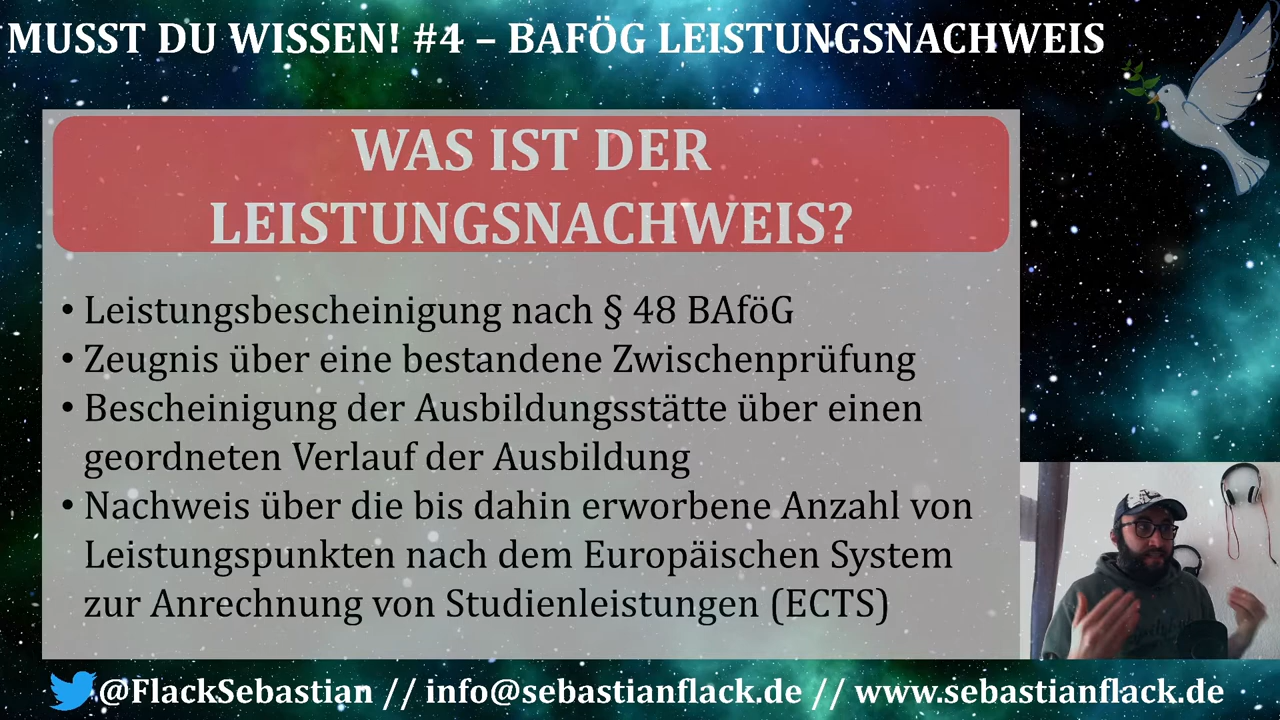 MUSST DU WISSEN! #4 – BAFÖG LEISTUNGSNACHWEIS
WAS IST DER
LEISTUNGSNACHWEIS?
• Leistungsbescheinigung nach § 48 BAföG
• Zeugnis über eine bestandene Zwischenprüfung
• Bescheinigung der Ausbildungsstätte über einen
geordneten Verlauf der Ausbildung
• Nachweis über die bis dahin erworbene Anzahl von
Leistungspunkten nach dem Europäischen System
zur Anrechnung von Studienleistungen (ECTS)
@FlackSebastian // info@sebastianflack.de // www.sebastianflack.de